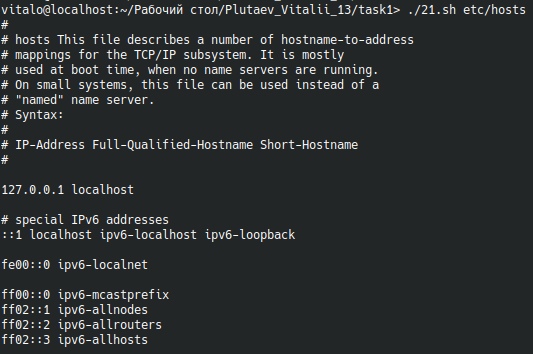 vitalo@localhost:~/Рабочий стол/Plutaev_Vitalii_13/task1> ./21.sh etc/hosts
#
# hosts This file describes a number of hostname-to-address
# mappings for the TCP/IP subsystem. It is mostly
# used at boot time, when no name servers are running.
# On small systems, this file can be used instead of a
# "named" name server.
# Syntax:
#
# IP-Address Full-Qualified-Hostname Short-Hostname
#
127.0.0.1 localhost
# special IPv6 addresses
::1 localhost ipv6-localhost ipv6-loopback
fe00::0 ipv6-localnet
ff00::0 ipv6-mcastprefix
ff02::1 ipv6-allnodes
ff02::2 ipv6-allrouters
ff02::3 ipv6-allhosts